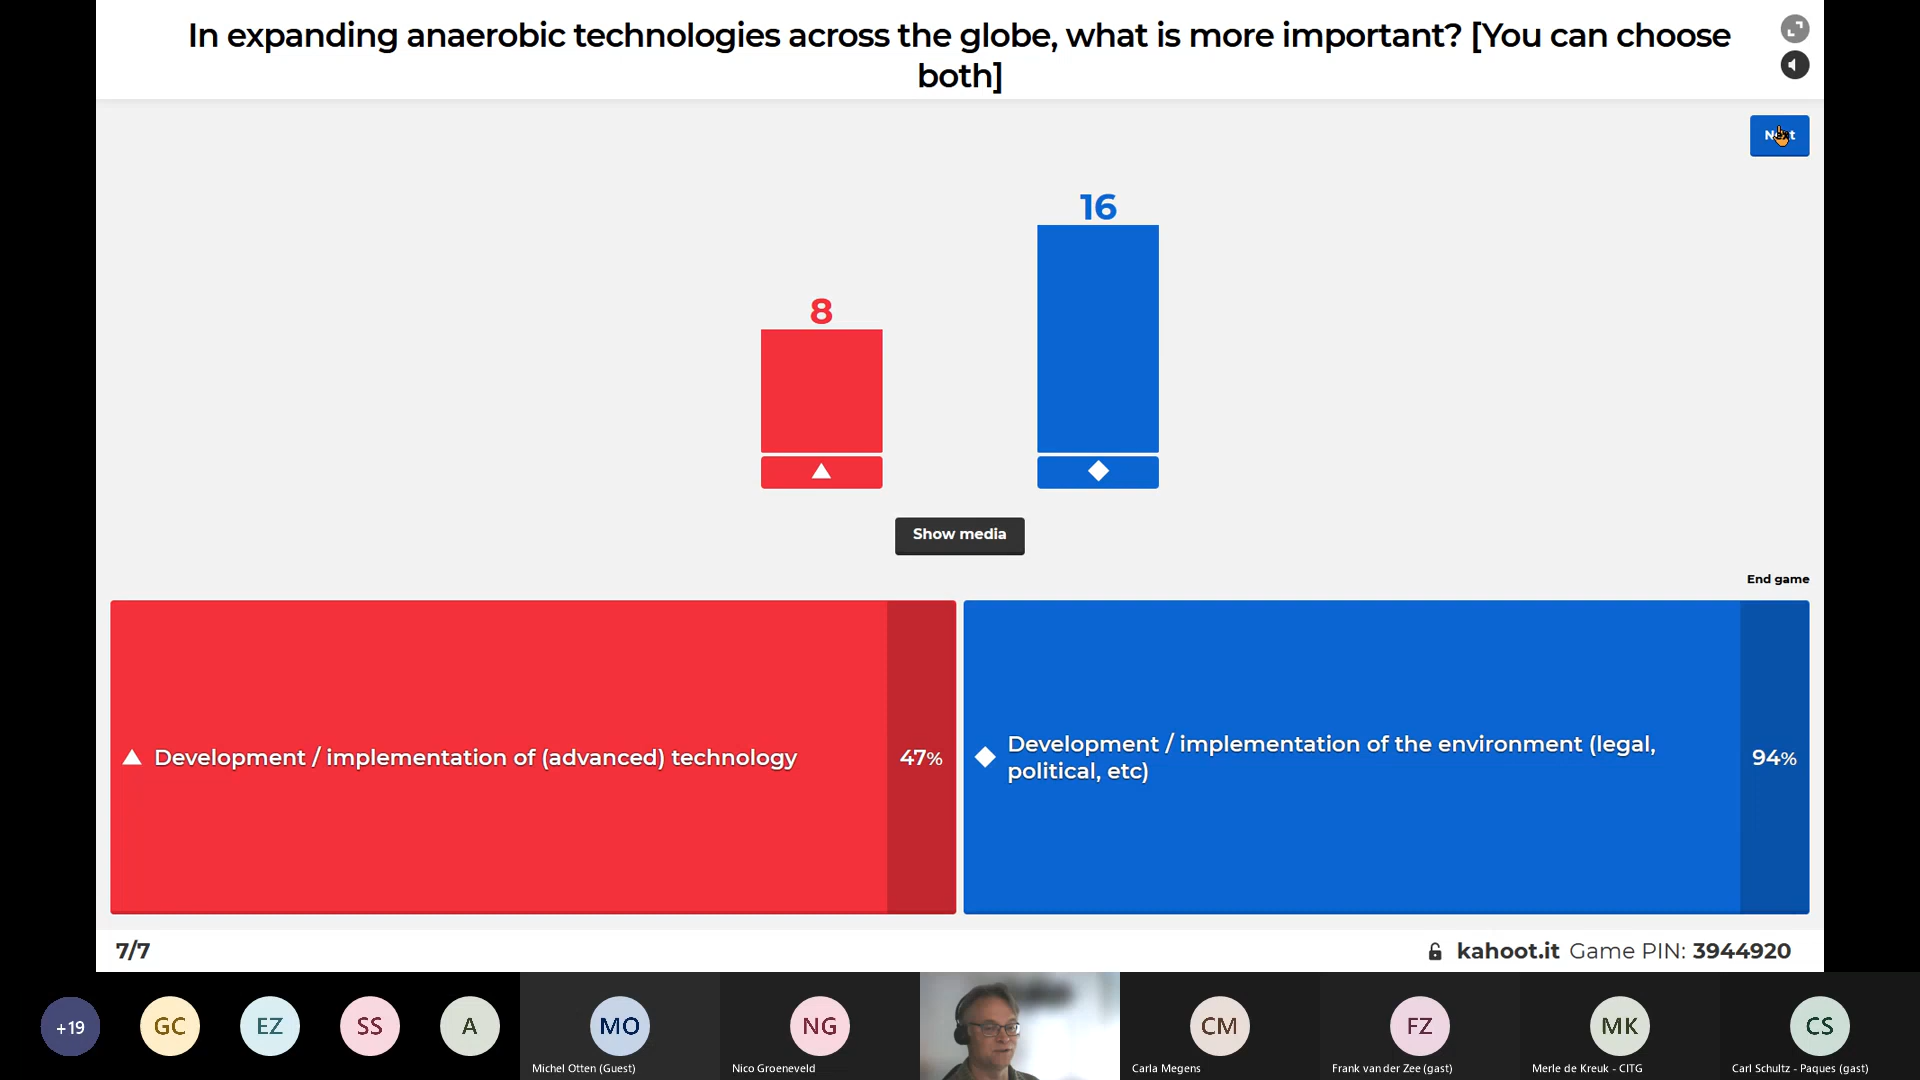 In expanding anaerobic technologies across the globe, what is more important? [You can choose
both]
Next
16
8
Show media
End game
Development / implementation of (advanced) technology
47%
Development / implementation of the environment (legal,
political, etc)
94%
7/7
kahoot.it Game PIN: 3944920
+19
GC
EZ
SS
A
MO
Michel Otten (Guest)
NG
Nico Groeneveld
CM
Carla Megens
FZ
Frank van der Zee (gast)
MK
Merle de Kreuk - CITG
CS
Carl Schultz - Paques (gast)